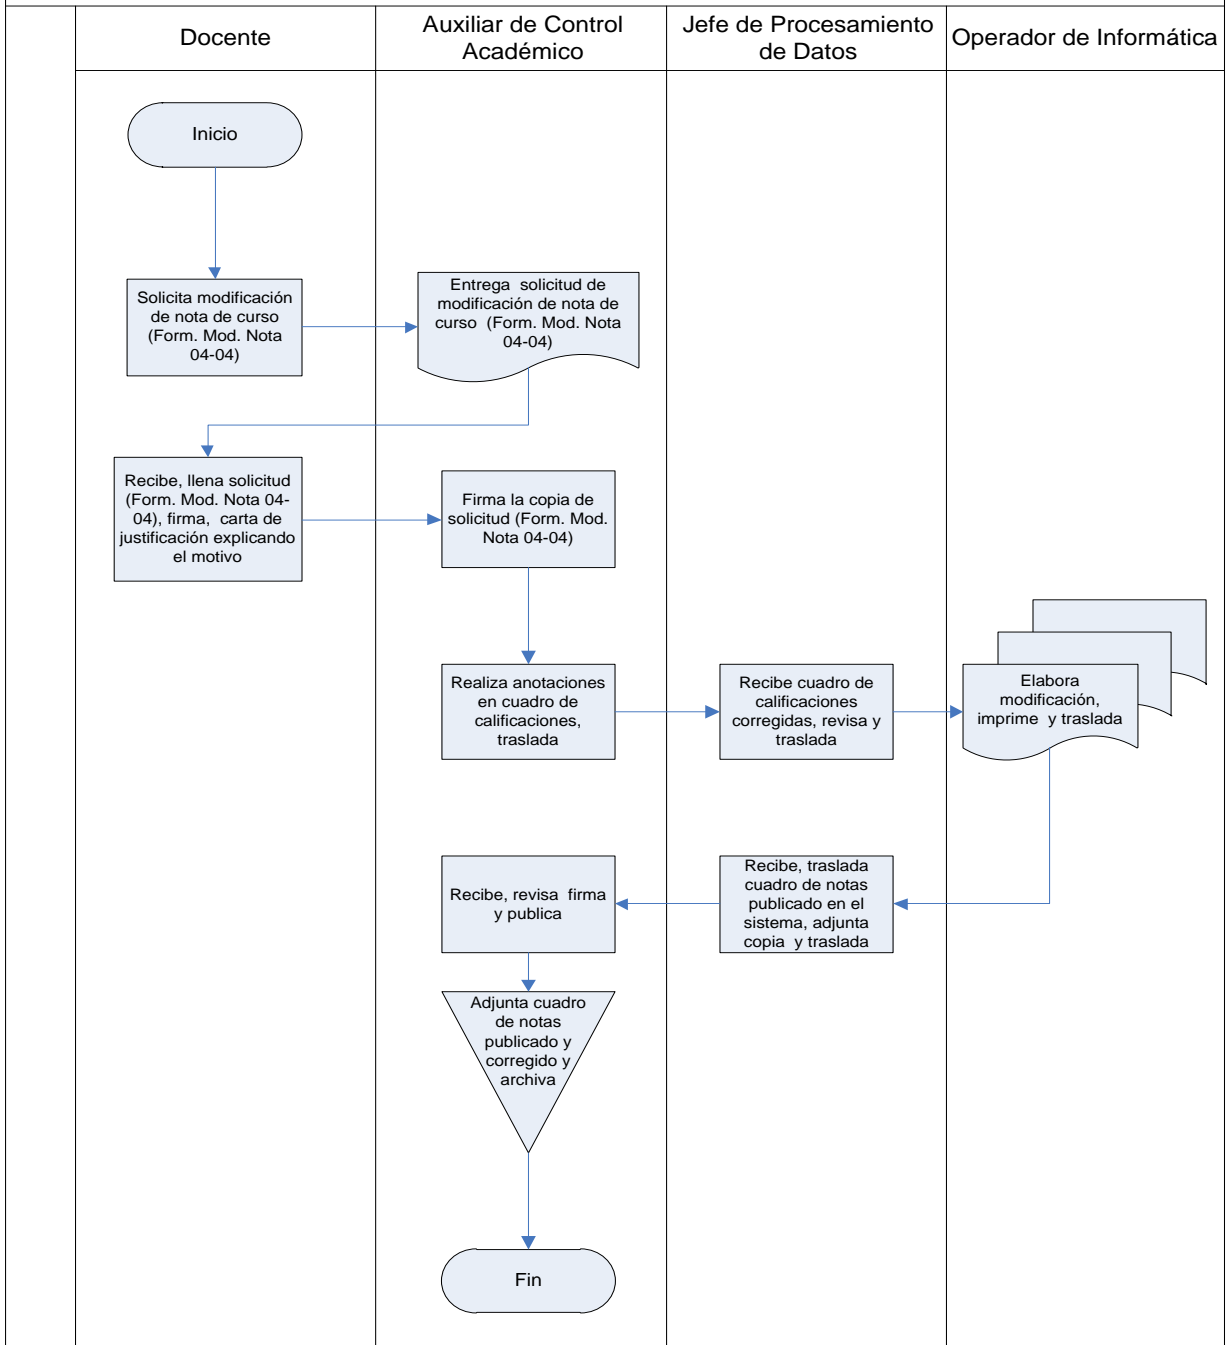 Docente
Auxiliar de Control
Académico
Jefe de Procesamiento
de Datos
Operador de Informática
Inicio
Solicita modificación
de nota de curso
(Form. Mod. Nota
04-04)
Entrega  solicitud de
modificación de nota de
curso  (Form. Mod. Nota
04-04)
Recibe, llena solicitud
(Form. Mod. Nota 04-
04), firma,  carta de
justificación explicando
el motivo
Firma la copia de
solicitud (Form. Mod.
Nota 04-04)
Realiza anotaciones
en cuadro de
calificaciones,
traslada
Recibe cuadro de
calificaciones
corregidas, revisa y
traslada
Elabora
modificación,
imprime  y traslada
Recibe, revisa  firma
y publica
Recibe, traslada
cuadro de notas
publicado en el
sistema, adjunta
copia  y traslada
Adjunta cuadro
de notas
publicado y
corregido y
archiva
Fin